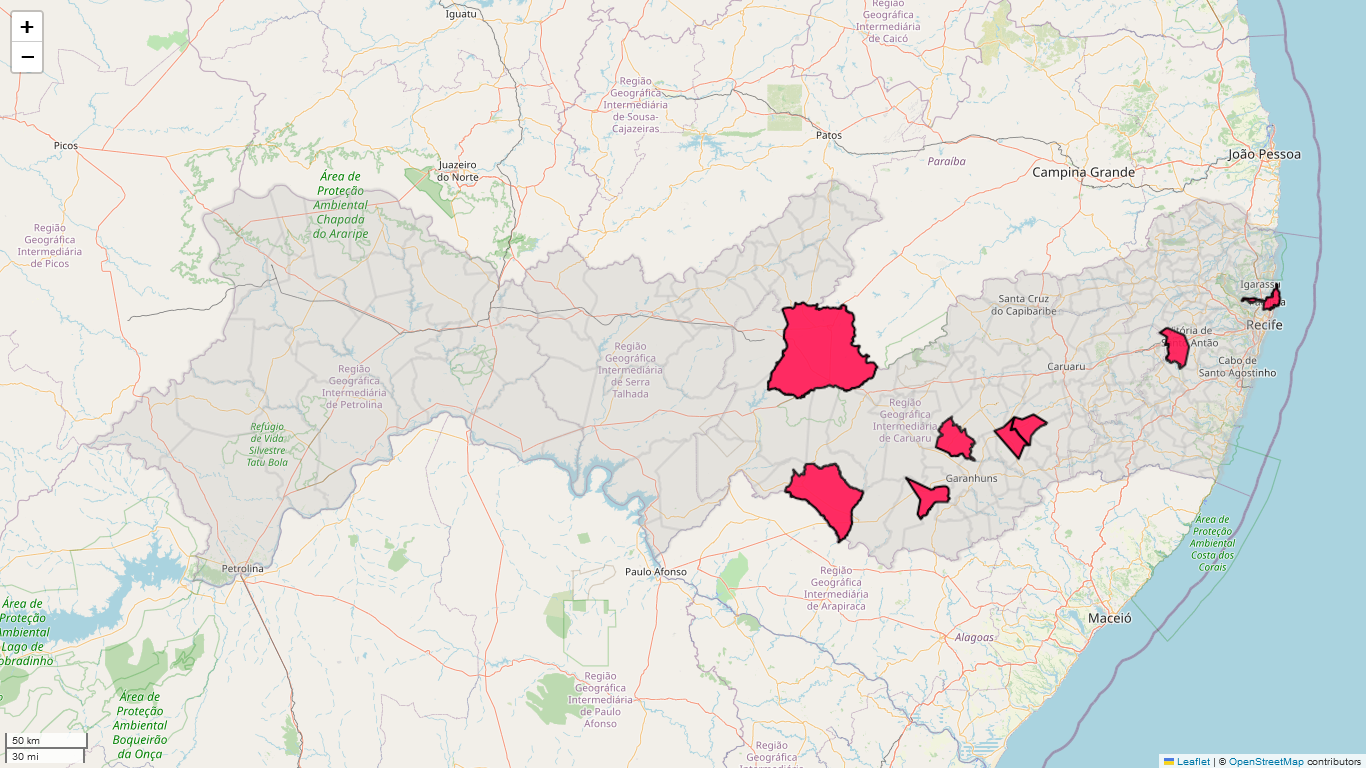 +
−
Iguatu
Região
Geográfica
Intermediária
de Caicó
Região
Geográfica
Intermediária
de Sousa-
Cajazeiras
Picos
Patos
João Pessoa
Juazeiro
do Norte
Paraíba
Campina Grande
Área de
Proteção
Ambiental
Chapada
do Araripe
Região
Geográfica
Intermediária
de Picos
Igarassu
Santa Cruz
do Capibaribe
Recife
Região
Geográfica
Intermediária
de Serra
Talhada
Região
Geográfica
Intermediária
de Petrolina
Caruaru
Cabo de
Santo Agostinho
Região
Geográfica
Intermediária
de Caruaru
Refúgio
de Vida
Silvestre
Tatu Bola
Garanhuns
Área de
Proteção
Ambiental
Costa dos
Corais
Petrolina
Paulo Afonso
Região
Geográfica
Intermediária
de Arapiraca
Área de
Proteção
Ambiental
Lago de
obradinho
Maceió
Alagoas
Região
Geográfica
Intermediária
de Paulo
Afonso
Área de
Proteção
Ambiental
Boqueirão
da Onça
Região
Geográfica
Intermediária
50 km
30 mi
Leaflet | © OpenStreetMap contributors